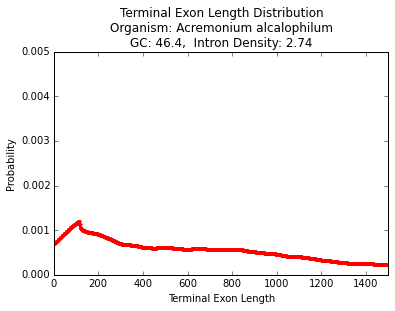 Terminal Exon Length Distribution
Organism: Acremonium alcalophilum
GC: 46.4,  Intron Density: 2.74
0.005
0.004
0.003
0.002
0.001
0.000
Probability
0 200 400 600 800 1000 1200 1400
Terminal Exon Length